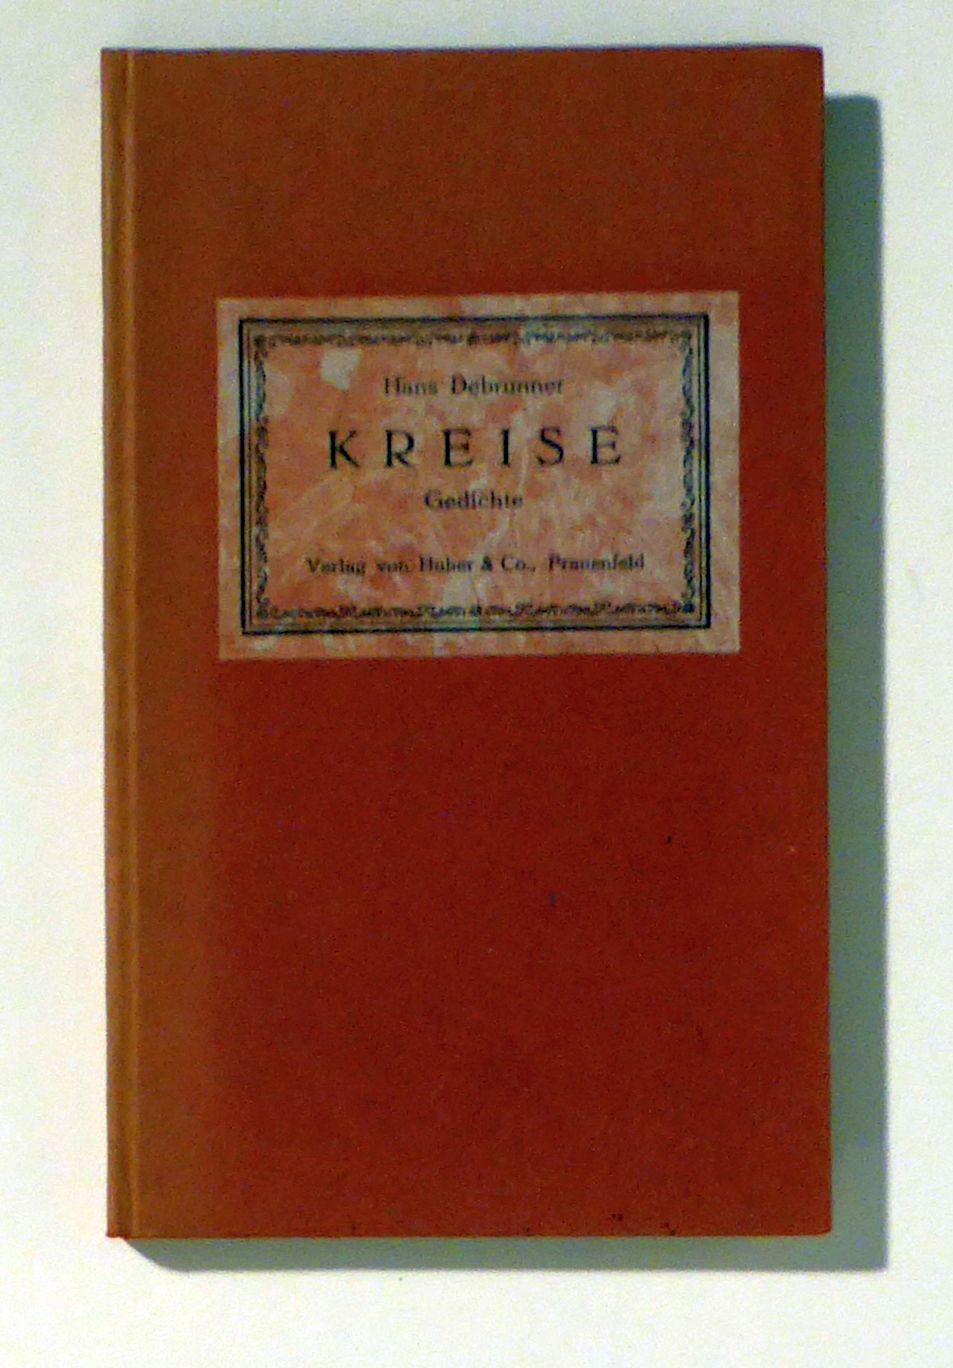 Hans Debrunner
KREISE
Gedichte
Verlag von Huber & Co., Frauenfeld